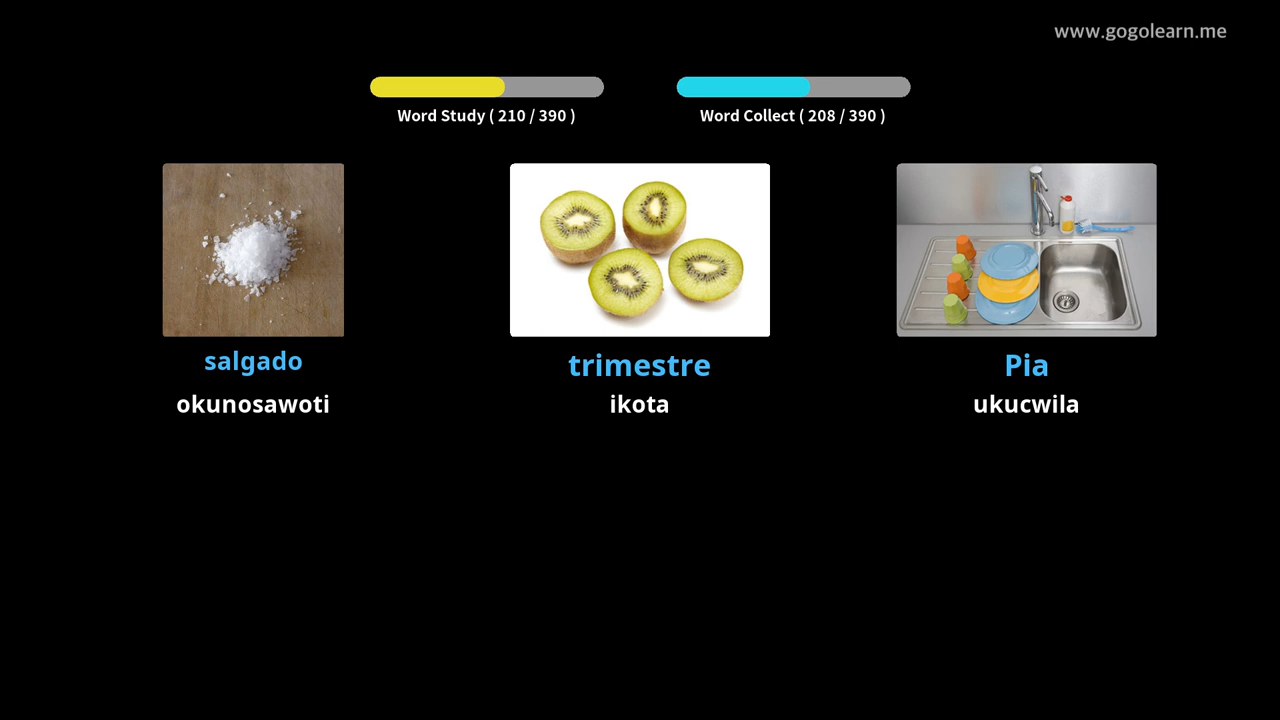 www.gogolearn.me
Word Study ( 210 / 390 )
Word Collect ( 208 / 390 )
salgado
trimestre
Pia
okunosawoti
ikota
ukucwila